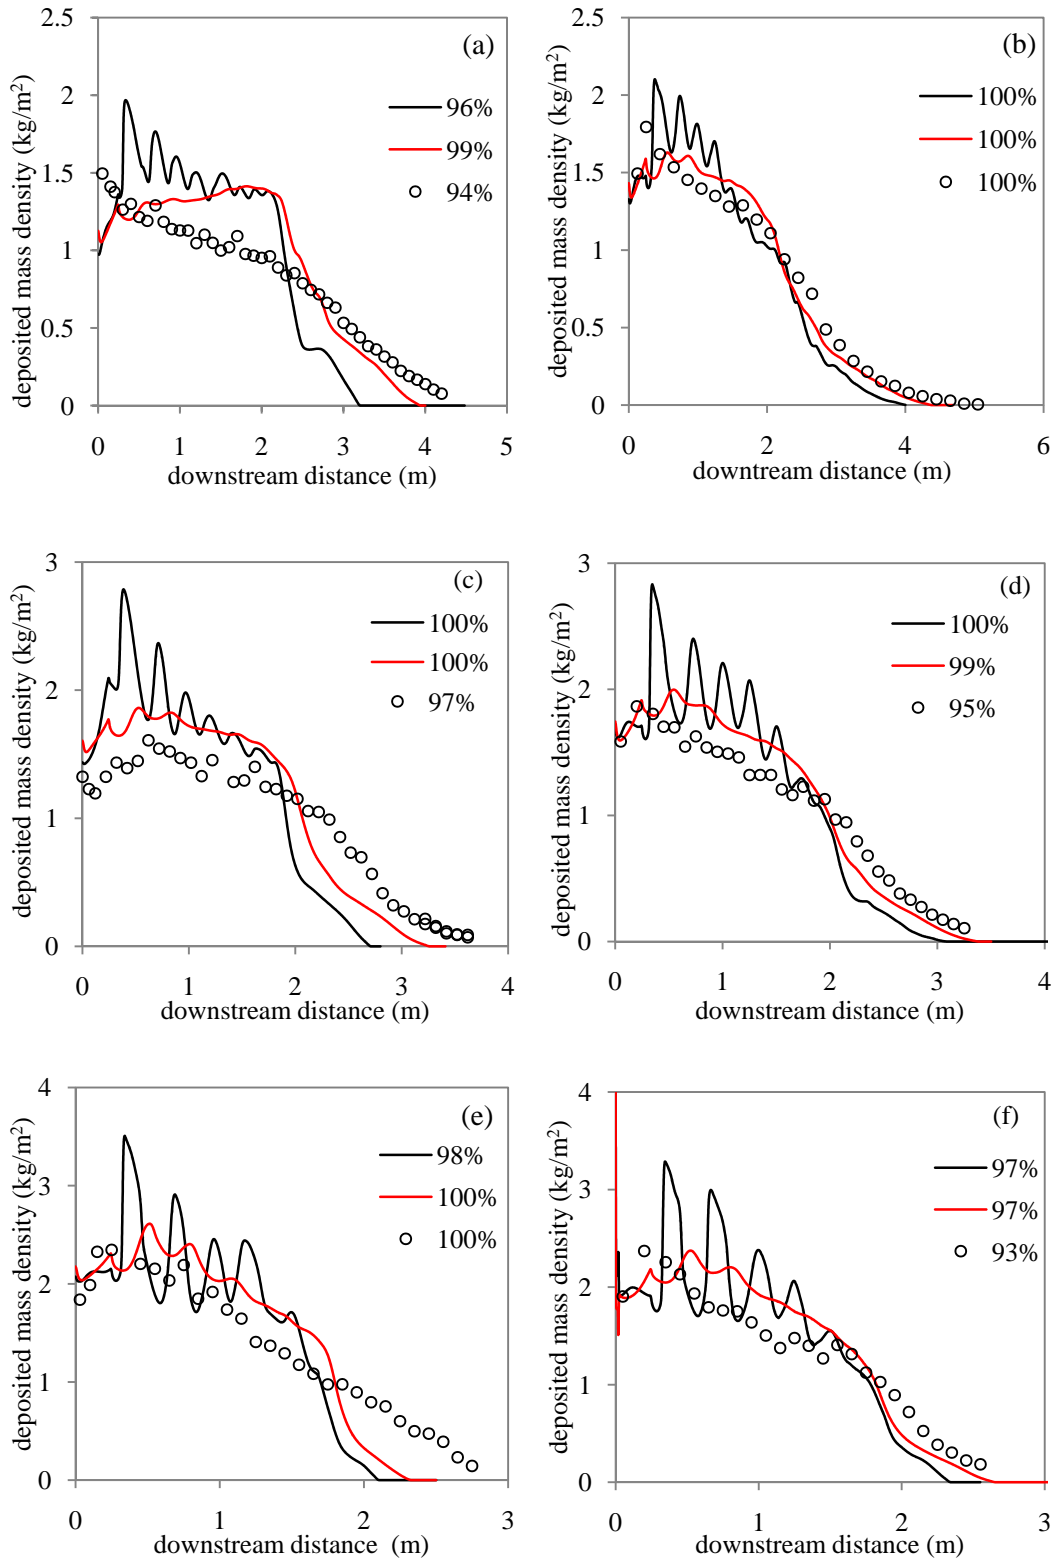 (a)
deposited mass density (kg/m²)
2.5
2
1.5
1
0.5
0
96%
99%
94%
0 1 2 3 4 5
downstream distance (m)
(b)
deposited mass density (kg/m²)
2.5
2
1.5
1
0.5
0
100%
100%
100%
0 2 4 6
downtream distance (m)
(c)
deposited mass density (kg/m²)
3
2
1
0
100%
100%
97%
0 1 2 3 4
downstream distance (m)
(d)
deposited mass density (kg/m²)
3
2
1
0
100%
99%
95%
0 1 2 3 4
downstream distance (m)
(e)
deposited mass density (kg/m²)
4
3
2
1
0
98%
100%
100%
0 1 2 3
downstream distance (m)
(f)
deposited mass density (kg/m²)
4
3
2
1
0
97%
97%
93%
0 1 2 3
downstream distance (m)